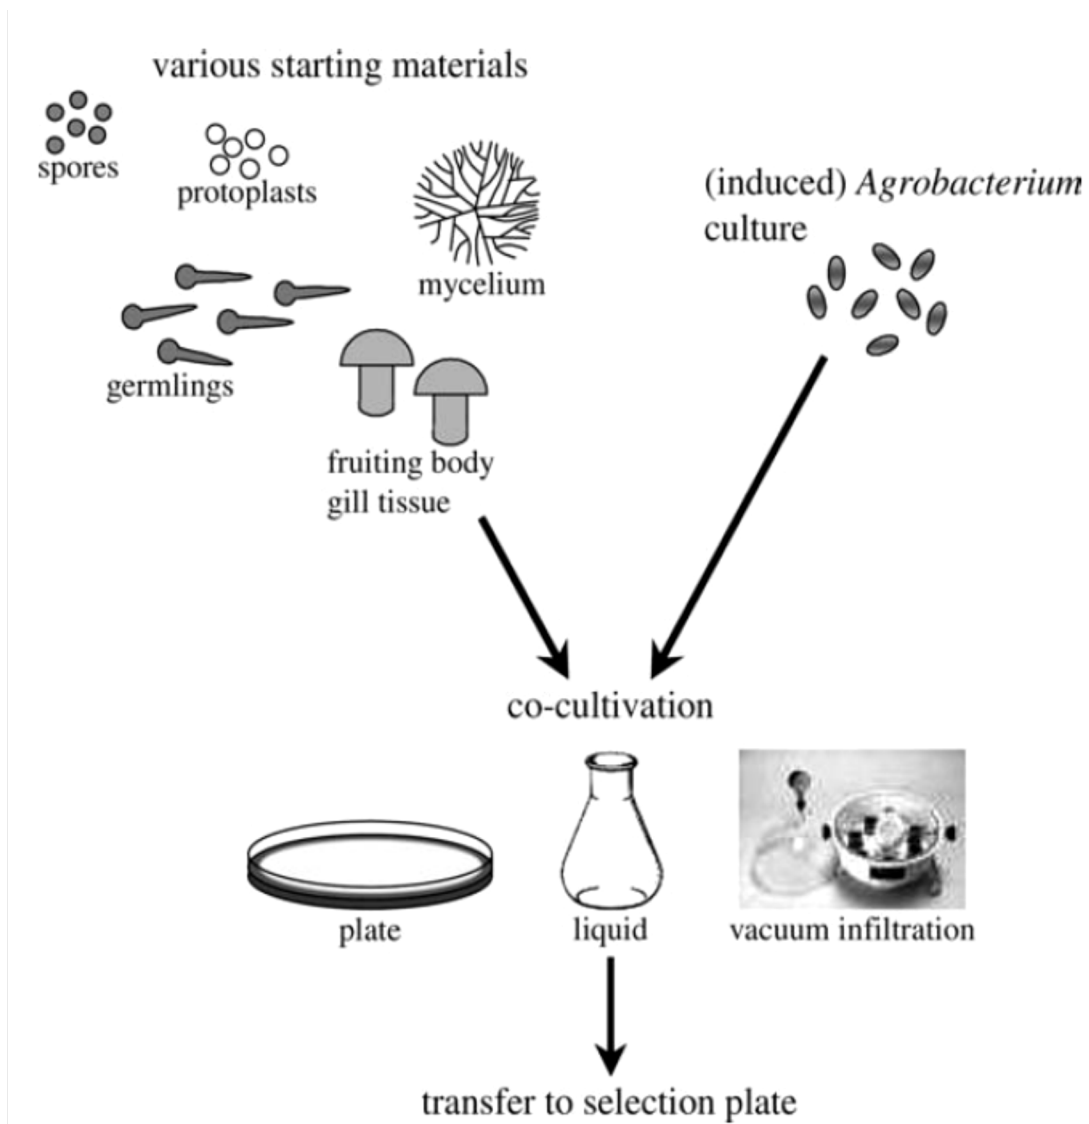 various starting materials
spores
protoplasts
mycelium
germlings
fruiting body
gill tissue
(induced) Agrobacterium
culture
co-cultivation
plate
liquid
vacuum infiltration
transfer to selection plate